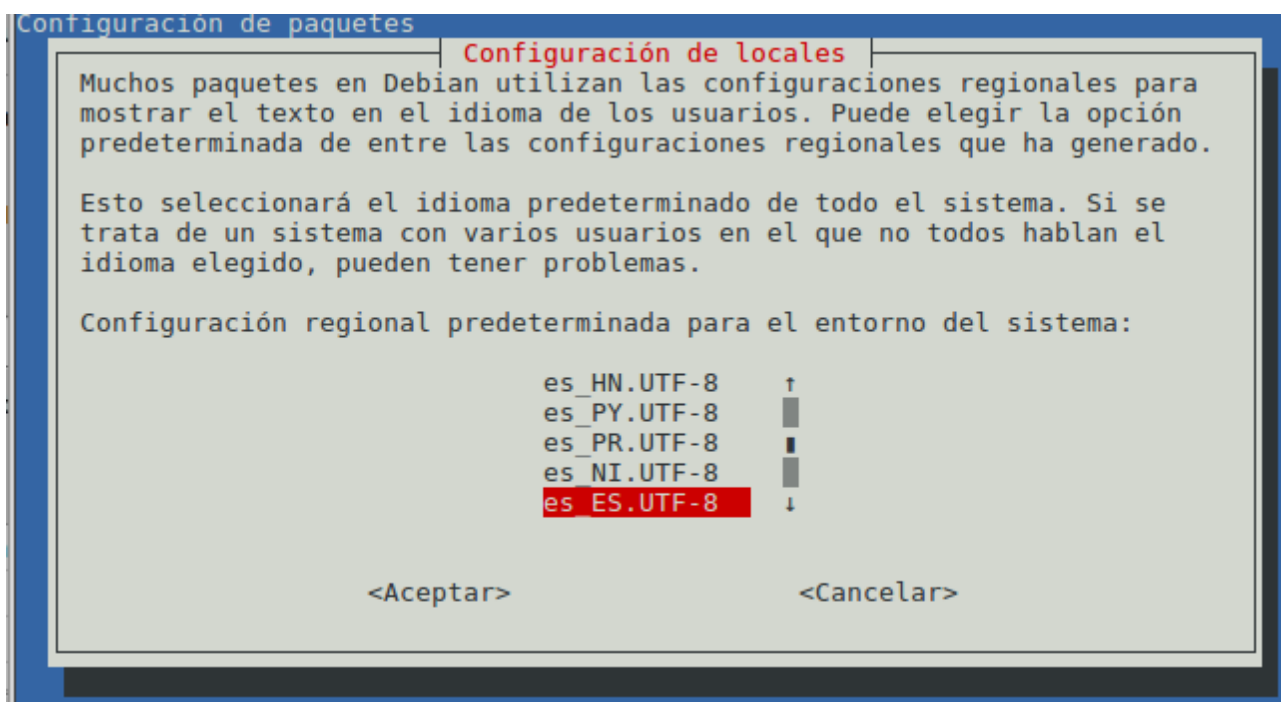 Configuración de paquetes
Configuración de locales
Muchos paquetes en Debian utilizan las configuraciones regionales para
mostrar el texto en el idioma de los usuarios. Puede elegir la opción
predeterminada de entre las configuraciones regionales que ha generado.
Esto seleccionará el idioma predeterminado de todo el sistema. Si se
trata de un sistema con varios usuarios en el que no todos hablan el
idioma elegido, pueden tener problemas.
Configuración regional predeterminada para el entorno del sistema:
es_HN.UTF-8
es_PY.UTF-8
es_PR.UTF-8
es_NI.UTF-8
es_ES.UTF-8
<Aceptar> <Cancelar>